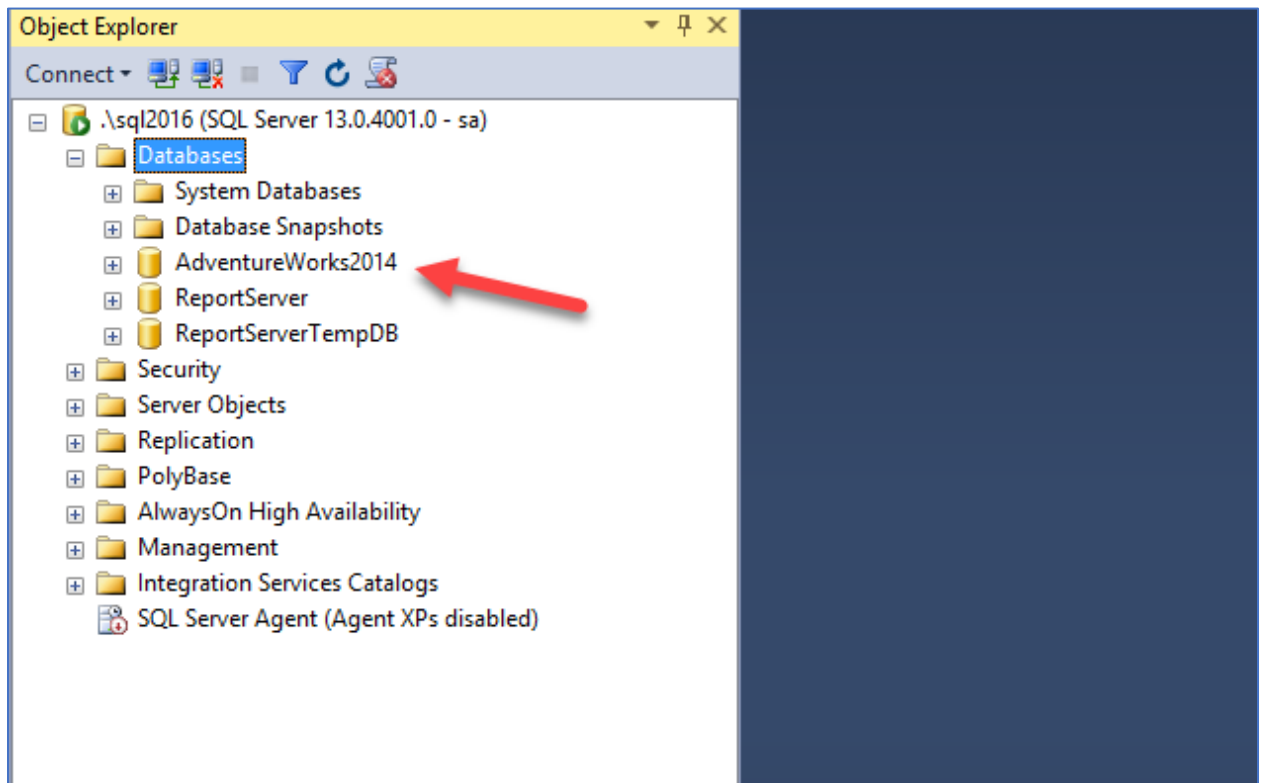 Object Explorer
Connect
.\sql2016 (SQL Server 13.0.4001.0 - sa)
Databases
System Databases
Database Snapshots
AdventureWorks2014
ReportServer
ReportServerTempDB
Security
Server Objects
Replication
PolyBase
AlwaysOn High Availability
Management
Integration Services Catalogs
SQL Server Agent (Agent XPs disabled)